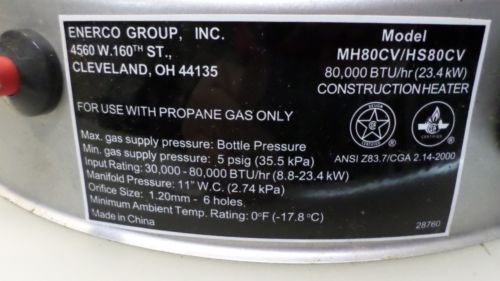 ENERCO GROUP, INC.
4560 W.160TH ST.,
CLEVELAND, OH 44135
Model
MH80CV/HS80CV
80,000 BTU/hr (23.4 kW)
CONSTRUCTION HEATER
FOR USE WITH PROPANE GAS ONLY
ANSI 283.7/CGA 2.14-2000
Max. gas supply pressure: Bottle Pressure
Min. gas supply pressure: 5 psig (35.5 kPa)
Input Rating: 30,000 - 80,000 BTU/hr (8.8-23.4 kW)
Manifold Pressure: 11" W.C. (2.74 kPa)
Orifice Size: 1.20mm - 6 holes
Minimum Ambient Temp. Rating: 0°F (-17.8 °C)
Made in China
28760